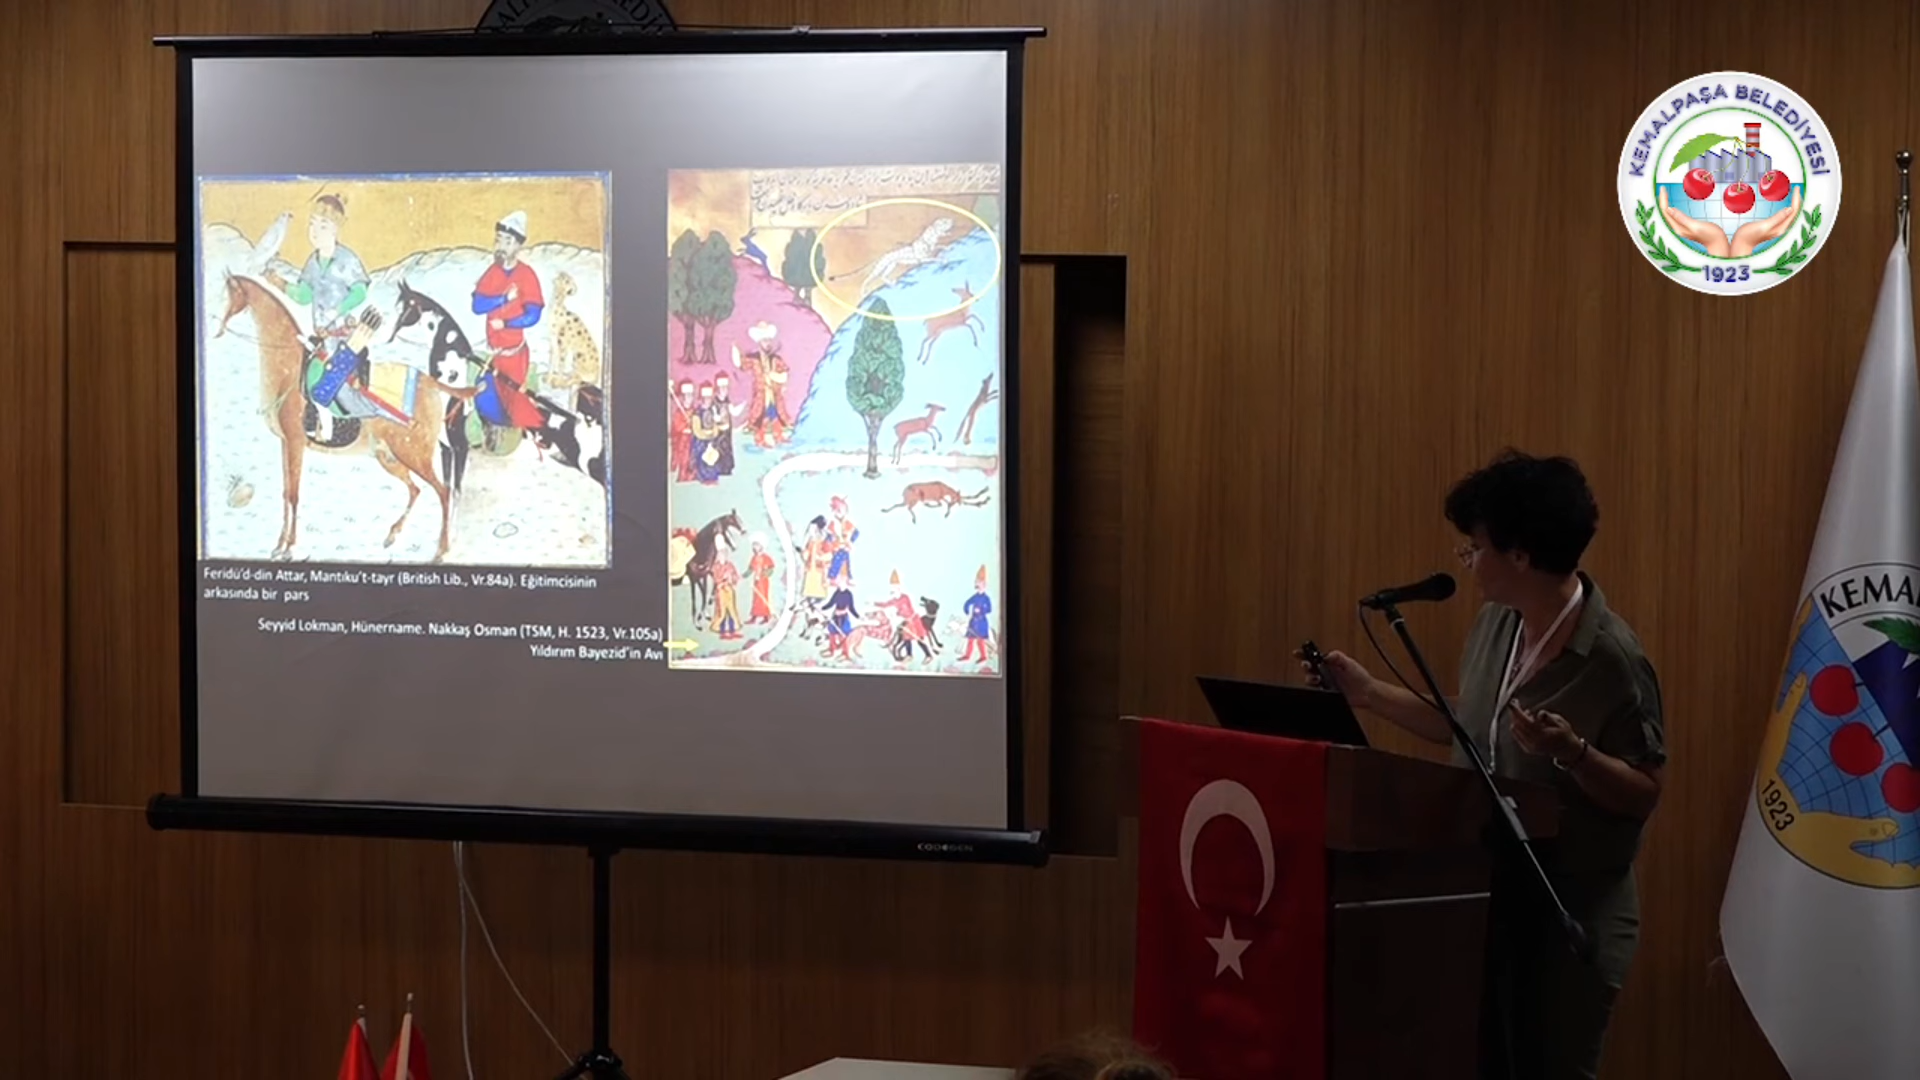 KEMALPAŞA BELEDİYESİ
1923
Feridü'd-din Attar, Mantıku't-tayr (British Lib., Vr.84a). Eğitimcisinin
arkasında bir pars
Seyyid Lokman, Hünername. Nakkaş Osman (TSM, H. 1523, Vr.105a)
Yıldırım Bayezid'in Avı
CODEGEN
KEMAL
1923